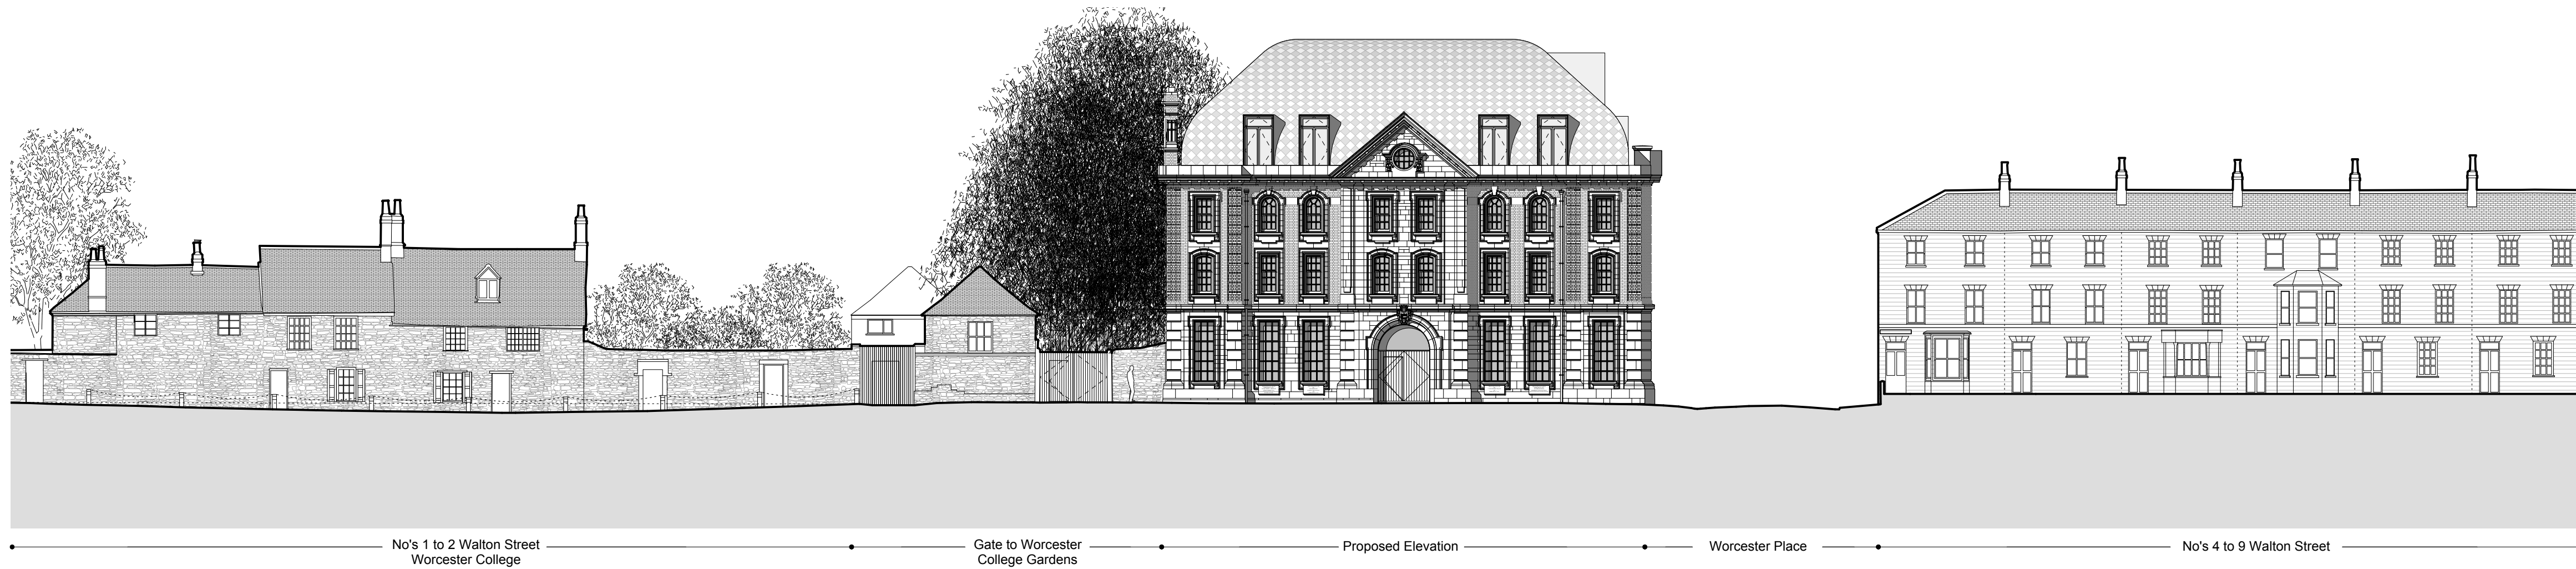 No's 1 to 2 Walton Street
Worcester College
Gate to Worcester
College Gardens
Proposed Elevation
Worcester Place
No's 4 to 9 Walton Street